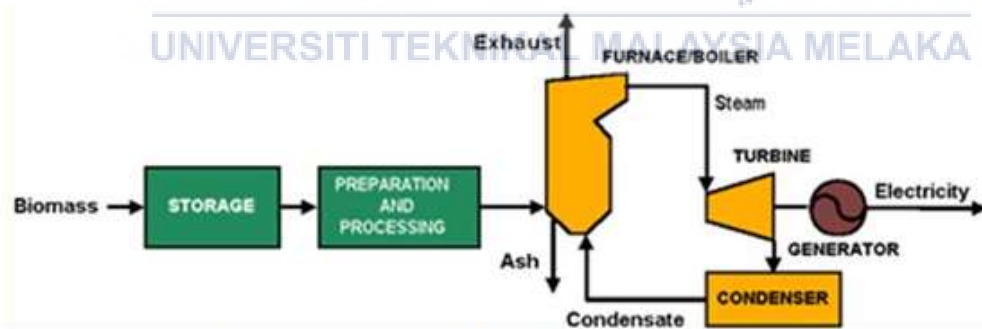 UNIVERSITI TEKNIKAL MALAYSIA MELAKA
Exhaust
FURNACE/BOILER
Steam
TURBINE
Biomass
STORAGE
PREPARATION
AND
PROCESSING
Electricity
GENERATOR
Ash
CONDENSER
Condensate